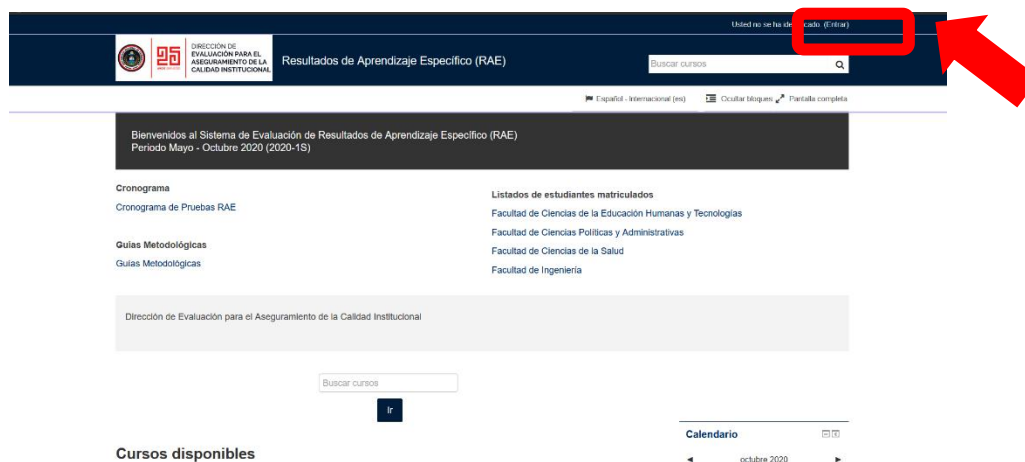 Usted no se ha identificado. (Entrar)
25
DIRECCIÓN DE
EVALUACIÓN PARA EL
ASEGURAMIENTO DE LA
CALIDAD INSTITUCIONAL
Resultados de Aprendizaje Específico (RAE)
Buscar cursos
Español - Internacional (es)
Ocultar bloques
Pantalla completa
Bienvenidos al Sistema de Evaluación de Resultados de Aprendizaje Específico (RAE)
Periodo Mayo - Octubre 2020 (2020-1S)
Cronograma
Cronograma de Pruebas RAE
Guias Metodológicas
Guias Metodológicas
Listados de estudiantes matriculados
Facultad de Ciencias de la Educación Humanas y Tecnologías
Facultad de Ciencias Políticas y Administrativas
Facultad de Ciencias de la Salud
Facultad de Ingeniería
Dirección de Evaluación para el Aseguramiento de la Calidad Institucional
Buscar cursos
Ir
Cursos disponibles
Calendario
◄ octubre 2020 ►